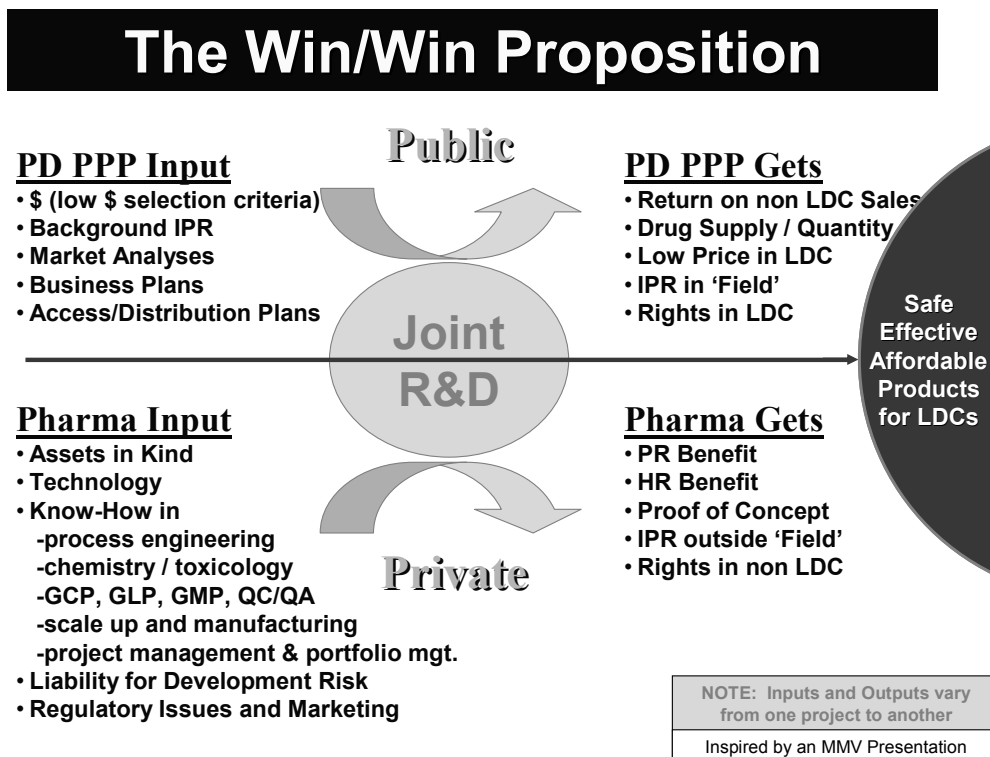 The Win/Win Proposition
Public
PD PPP Input
• $ (low $ selection criteria)
• Background IPR
• Market Analyses
• Business Plans
• Access/Distribution Plans
PD PPP Gets
• Return on non LDC Sales
• Drug Supply / Quantity
• Low Price in LDC
• IPR in ‘Field’
• Rights in LDC
Joint
R&D
Safe
Effective
Affordable
Products
for LDCs
Pharma Input
• Assets in Kind
• Technology
• Know-How in
-process engineering
-chemistry / toxicology
-GCP, GLP, GMP, QC/QA
-scale up and manufacturing
-project management & portfolio mgt.
• Liability for Development Risk
• Regulatory Issues and Marketing
Private
Pharma Gets
• PR Benefit
• HR Benefit
• Proof of Concept
• IPR outside ‘Field’
• Rights in non LDC
NOTE: Inputs and Outputs vary
from one project to another
Inspired by an MMV Presentation